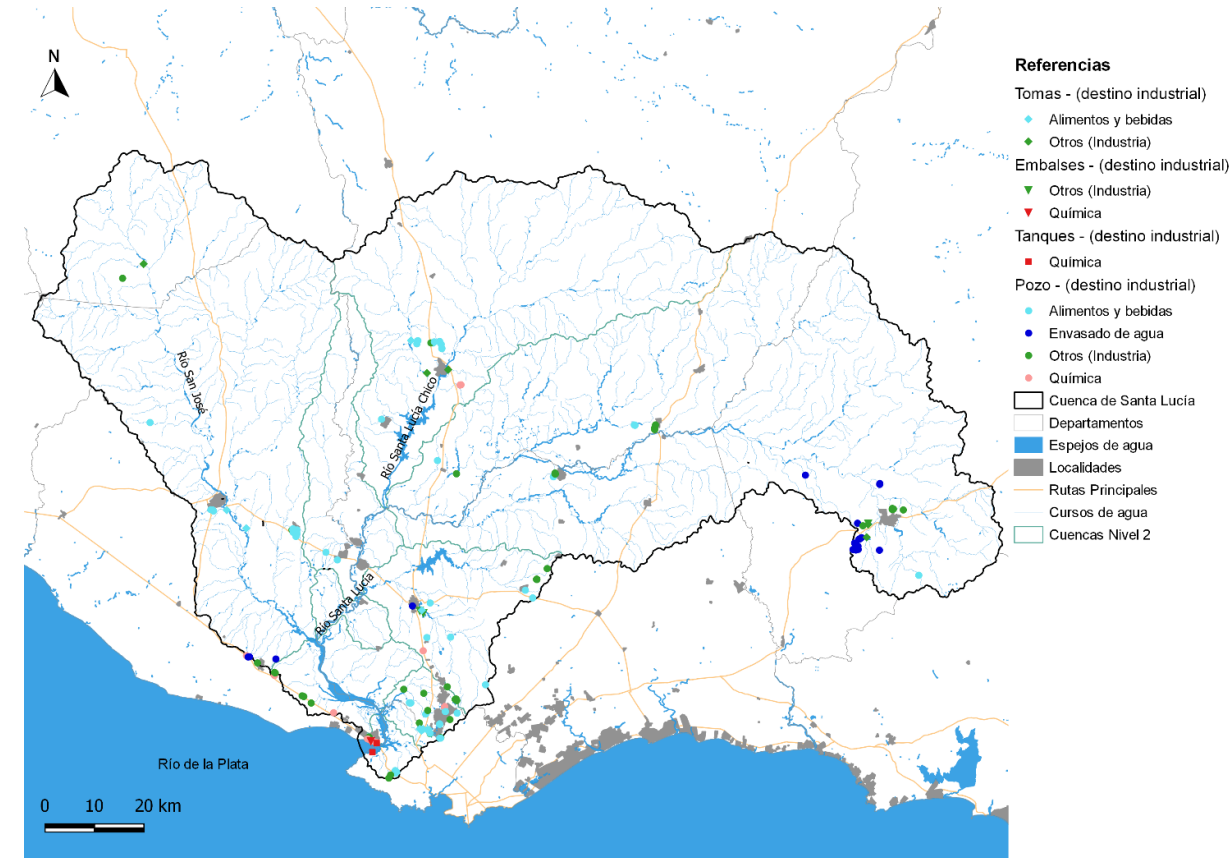 N
Referencias
Tomas - (destino industrial)
Alimentos y bebidas
Otros (Industria)
Embalses - (destino industrial)
Otros (Industria)
Química
Tanques - (destino industrial)
Química
Pozo - (destino industrial)
Alimentos y bebidas
Envasado de agua
Otros (Industria)
Química
Cuenca de Santa Lucía
Departamentos
Espejos de agua
Localidades
Rutas Principales
Cursos de agua
Cuencas Nivel 2
Río San José
Río Santa Lucía Chico
Río Santa Lucía
Río de la Plata
0 10 20 km